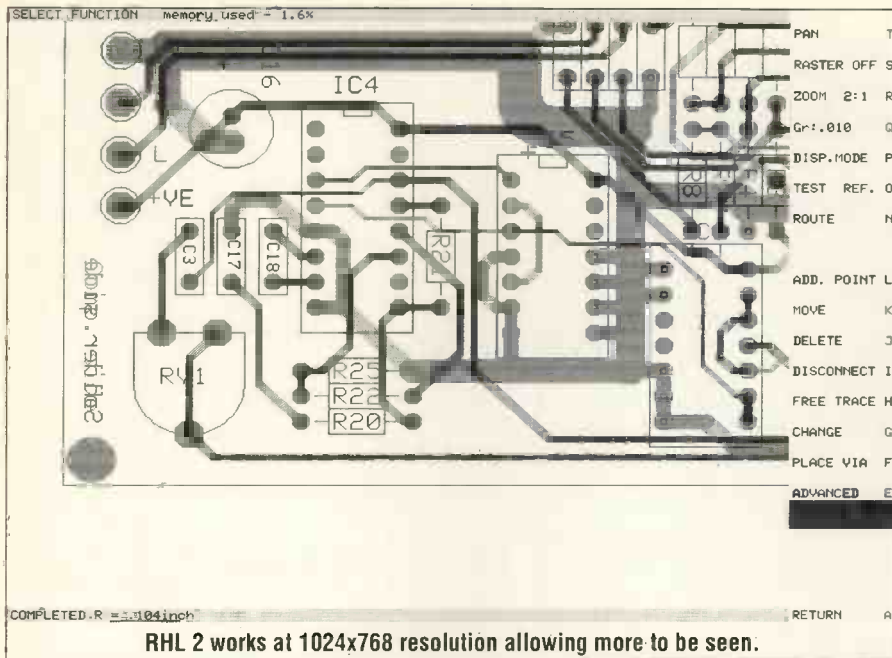 SELECT FUNCTION memory used - 1.6%
PAN T
RASTER OFF S
ZOOM 2:1 R
Gr:.010 Q
DISP.MODE P
TEST REF. O
ROUTE N
ADD. POINT L
MOVE K
DELETE J
DISCONNECT I
FREE TRACE H
CHANGE G
PLACE VIA F
ADVANCED E
RETURN A
IC4
L
+VE
C3
C17
C18
R21
R8
RV1
R25
R22
R20
RHL 2 works at 1024x768 resolution allowing more to be seen.